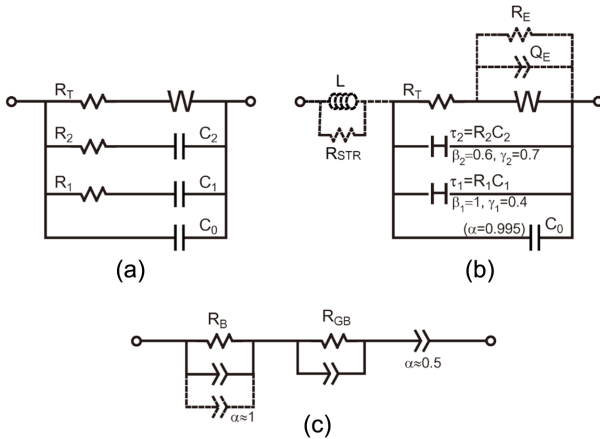 R_T W
R_2 C_2
R_1 C_1
C_0
(a)
R_E
Q_E
L
R_T W
R_STR
τ_2=R_2C_2
β_2=0.6, γ_2=0.7
τ_1=R_1C_1
β_1=1, γ_1=0.4
(α=0.995) C_0
H
H
(b)
R_B R_GB
α≈0.5
α≈1
(c)